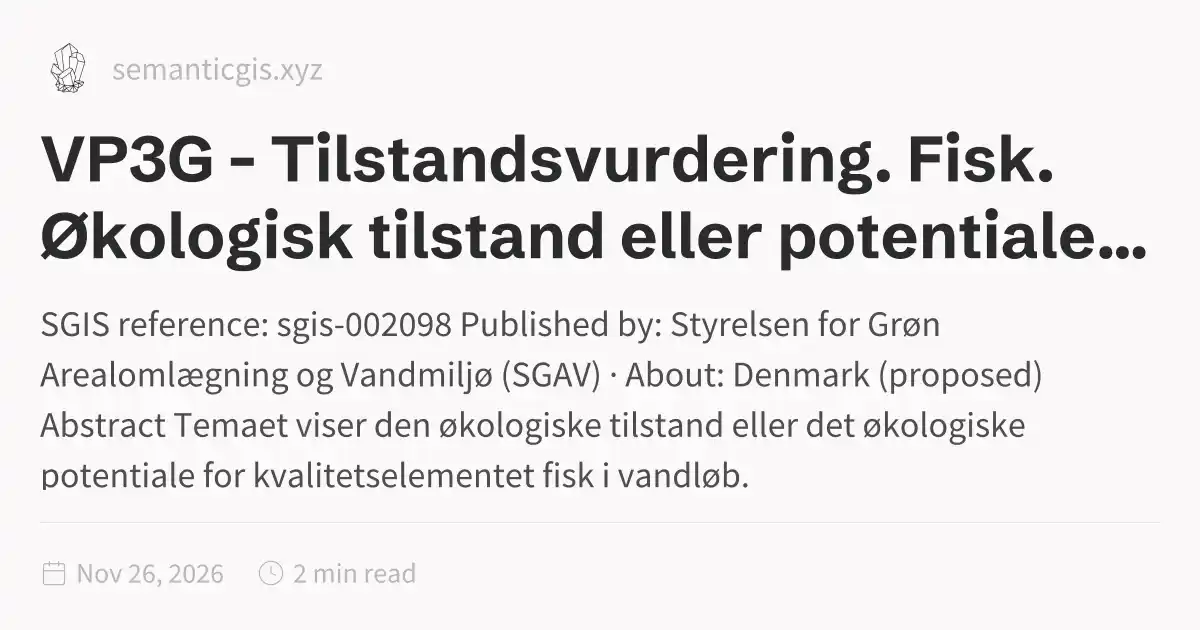 semanticgis.xyz
VP3G - Tilstandsvurdering. Fisk.
Økologisk tilstand eller potentiale...
SGIS reference: sgis-002098 Published by: Styrelsen for Grøn
Arealomlægning og Vandmiljø (SGAV) · About: Denmark (proposed)
Abstract Temaet viser den økologiske tilstand eller det økologiske
potentiale for kvalitetselementet fisk i vandløb.
Nov 26, 2026 2 min read